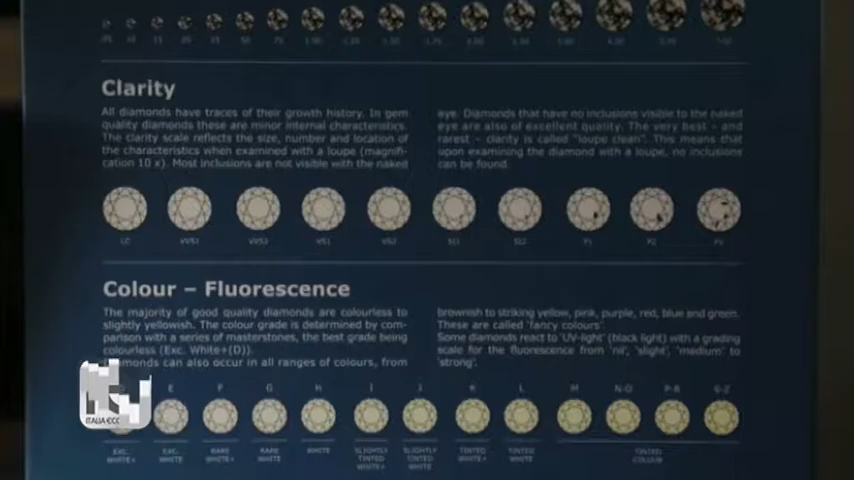 Clarity
All diamonds have traces of their growth history. In gem
quality diamonds these are minor internal characteristics.
The clarity scale reflects the size, number and location of
the characteristics when examined with a loupe (magnifi-
cation 10 x). Most inclusions are not visible with the naked
eye. Diamonds that have no inclusions visible to the naked
eye are also of excellent quality. The very best – and
rarest – clarity is called "loupe clean". This means that
upon examining the diamond with a loupe, no inclusions
can be found.
LC VVS1 VVS2 VS1 VS2 SI1 SI2 P1 P2 P3
Colour – Fluorescence
The majority of good quality diamonds are colourless to
slightly yellowish. The colour grade is determined by com-
parison with a series of masterstones, the best grade being
colourless (Exc. White+(D)).
Diamonds can also occur in all ranges of colours, from
brownish to striking yellow, pink, purple, red, blue and green.
These are called 'fancy colours'.
Some diamonds react to 'UV-light' (black light) with a grading
scale for the fluorescence from 'nil', 'slight', 'medium' to
'strong'.
E F G H I J K L M N-O P-R S-Z
EXC. WHITE+
EXC. WHITE
RARE WHITE+
RARE WHITE
WHITE
SLIGHTLY TINTED WHITE+
SLIGHTLY TINTED WHITE
TINTED WHITE+
TINTED WHITE
TINTED COLOUR
ITALIA